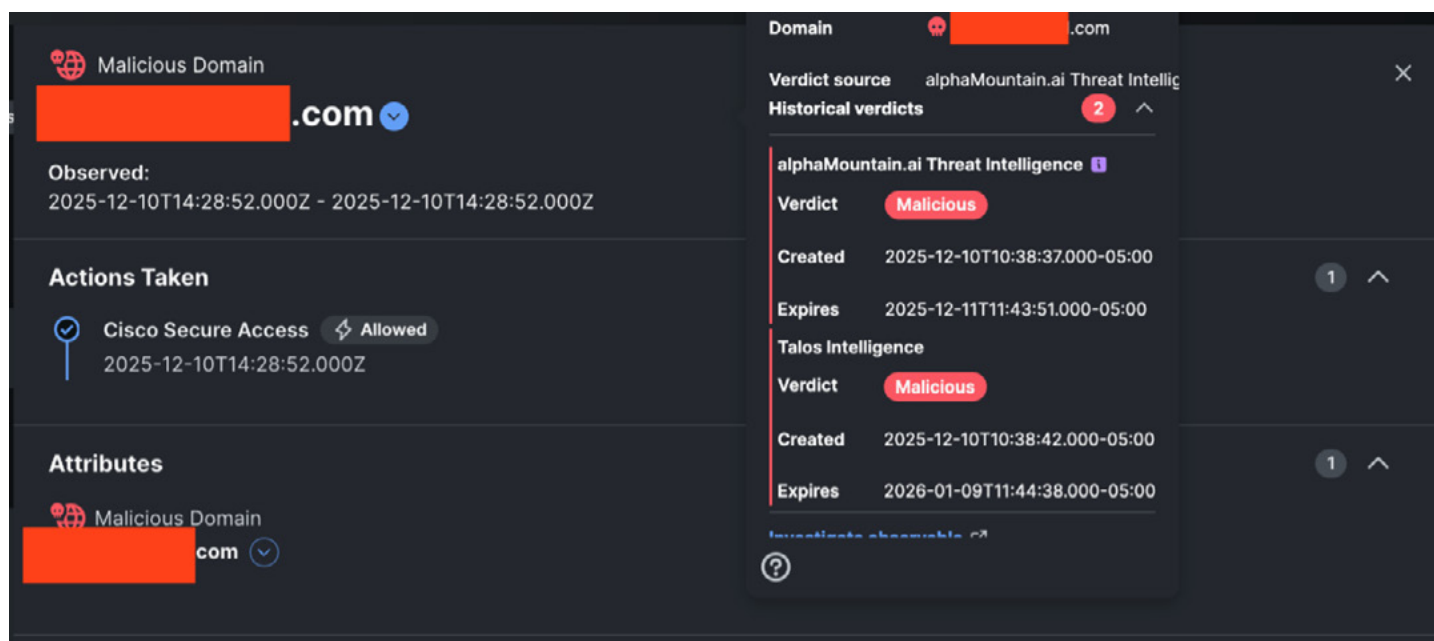 Malicious Domain
.com
Observed:
2025-12-10T14:28:52.000Z - 2025-12-10T14:28:52.000Z
Actions Taken
1
Cisco Secure Access Allowed
2025-12-10T14:28:52.000Z
Attributes
1
Malicious Domain
com
Domain .com
Verdict source alphaMountain.ai Threat
Historical verdicts 2
alphaMountain.ai Threat Intelligence
Verdict Malicious
Created 2025-12-10T10:38:37.000-05:00
Expires 2025-12-11T11:43:51.000-05:00
Talos Intelligence
Verdict Malicious
Created 2025-12-10T10:38:42.000-05:00
Expires 2026-01-09T11:44:38.000-05:00